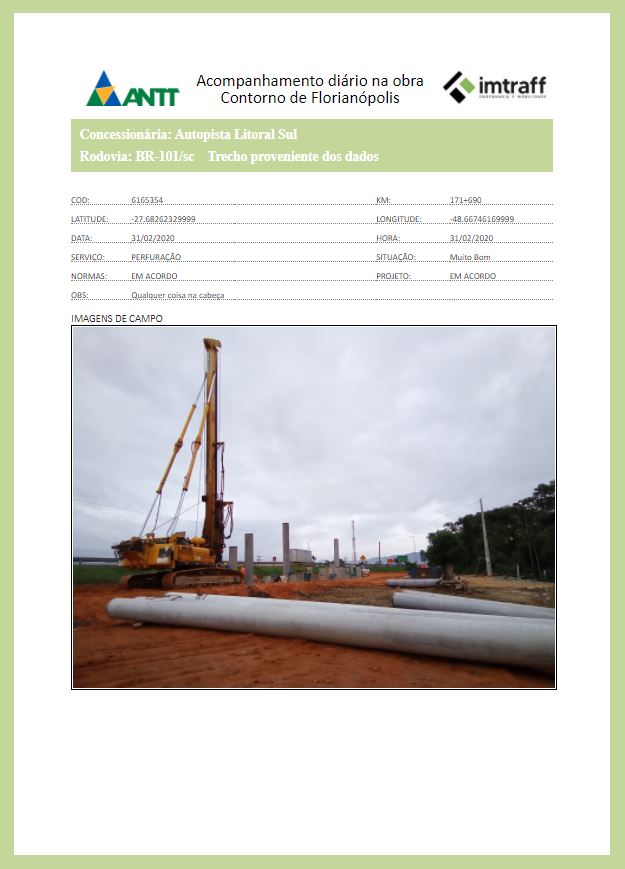 ANTT
Acompanhamento diário na obra
Contorno de Florianópolis
imtraff
ENGENHARIA E MOBILIDADE
Concessionária: Autopista Litoral Sul
Rodovia: BR-101/sc Trecho proveniente dos dados
COD: 6165354 KM: 171+690
LATITUDE: -27.68262329999 LONGITUDE: -48.66746169999
DATA: 31/02/2020 HORA: 31/02/2020
SERVIÇO: PERFURAÇÃO SITUAÇÃO: Muito Bom
NORMAS: EM ACORDO PROJETO: EM ACORDO
OBS: Qualquer coisa na cabeça
IMAGENS DE CAMPO